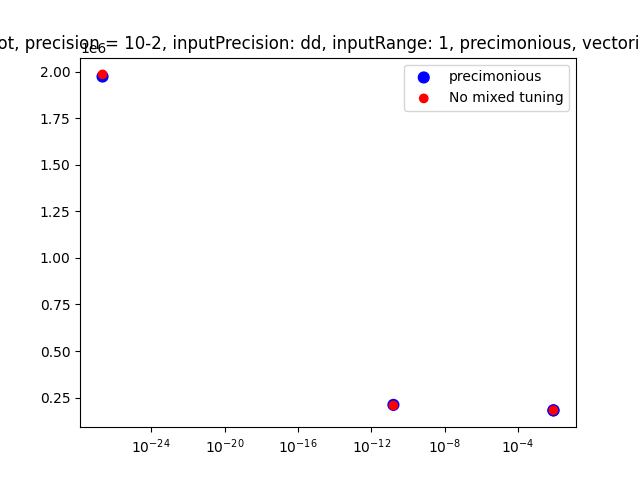 ot, precision = 10-2, inputPrecision: dd, inputRange: 1, precimonious, vectori
1e6
precimonious
No mixed tuning
2.00
1.75
1.50
1.25
1.00
0.75
0.50
0.25
10⁻²⁴ 10⁻²⁰ 10⁻¹⁶ 10⁻¹² 10⁻⁸ 10⁻⁴